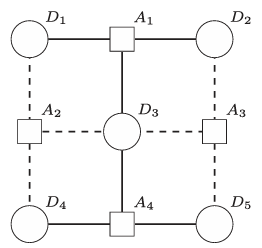 D₁ A₁ D₂
A₂ D₃ A₃
D₄ A₄ D₅